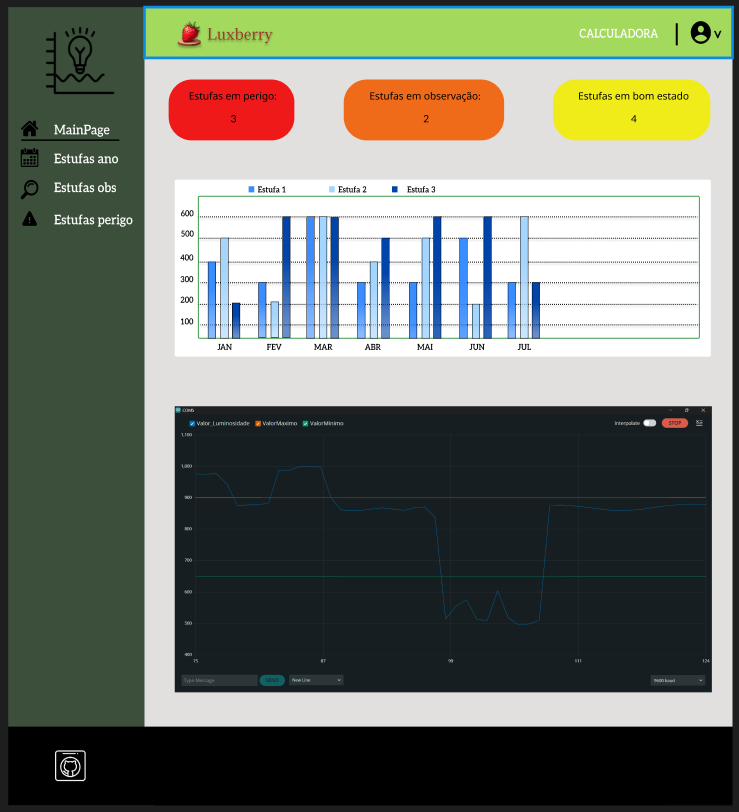 Luxberry
CALCULADORA
MainPage
Estufas ano
Estufas obs
Estufas perigo
Estufas em perigo:
3
Estufas em observação:
2
Estufas em bom estado
4
Estufa 1
Estufa 2
Estufa 3
600
500
400
300
200
100
JAN FEV MAR ABR MAI JUN JUL
COM5
Valor_Luminosidade ValorMaximo ValorMinimo
Interpolate STOP
1,100
1,000
900
800
700
600
500
400
75 87 99 111 124
Type Message SEND New Line 9600 baud